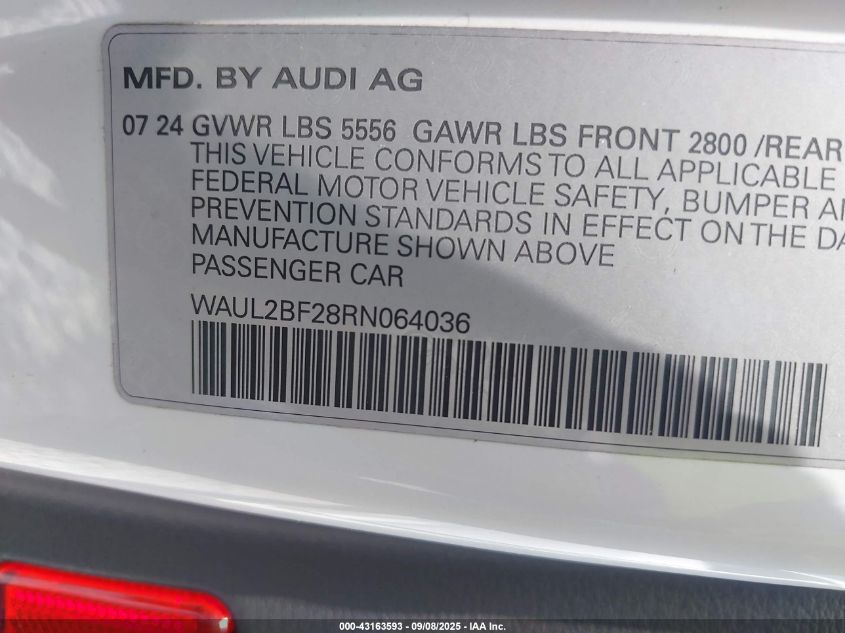 MFD. BY AUDI AG
07 24 GVWR LBS 5556 GAWR LBS FRONT 2800 /REAR
THIS VEHICLE CONFORMS TO ALL APPLICABLE
FEDERAL MOTOR VEHICLE SAFETY, BUMPER AN
PREVENTION STANDARDS IN EFFECT ON THE DA
MANUFACTURE SHOWN ABOVE
PASSENGER CAR
WAUL2BF28RN064036
000-43163593 - 09/08/2025 - IAA Inc.